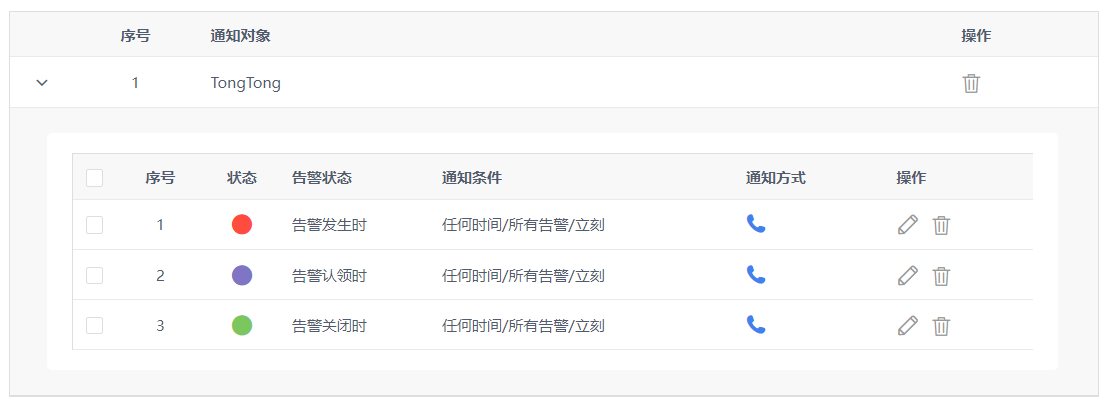 序号 通知对象 操作
1 TongTong
序号 状态 告警状态 通知条件 通知方式 操作
1 告警发生时 任何时间/所有告警/立刻
2 告警认领时 任何时间/所有告警/立刻
3 告警关闭时 任何时间/所有告警/立刻